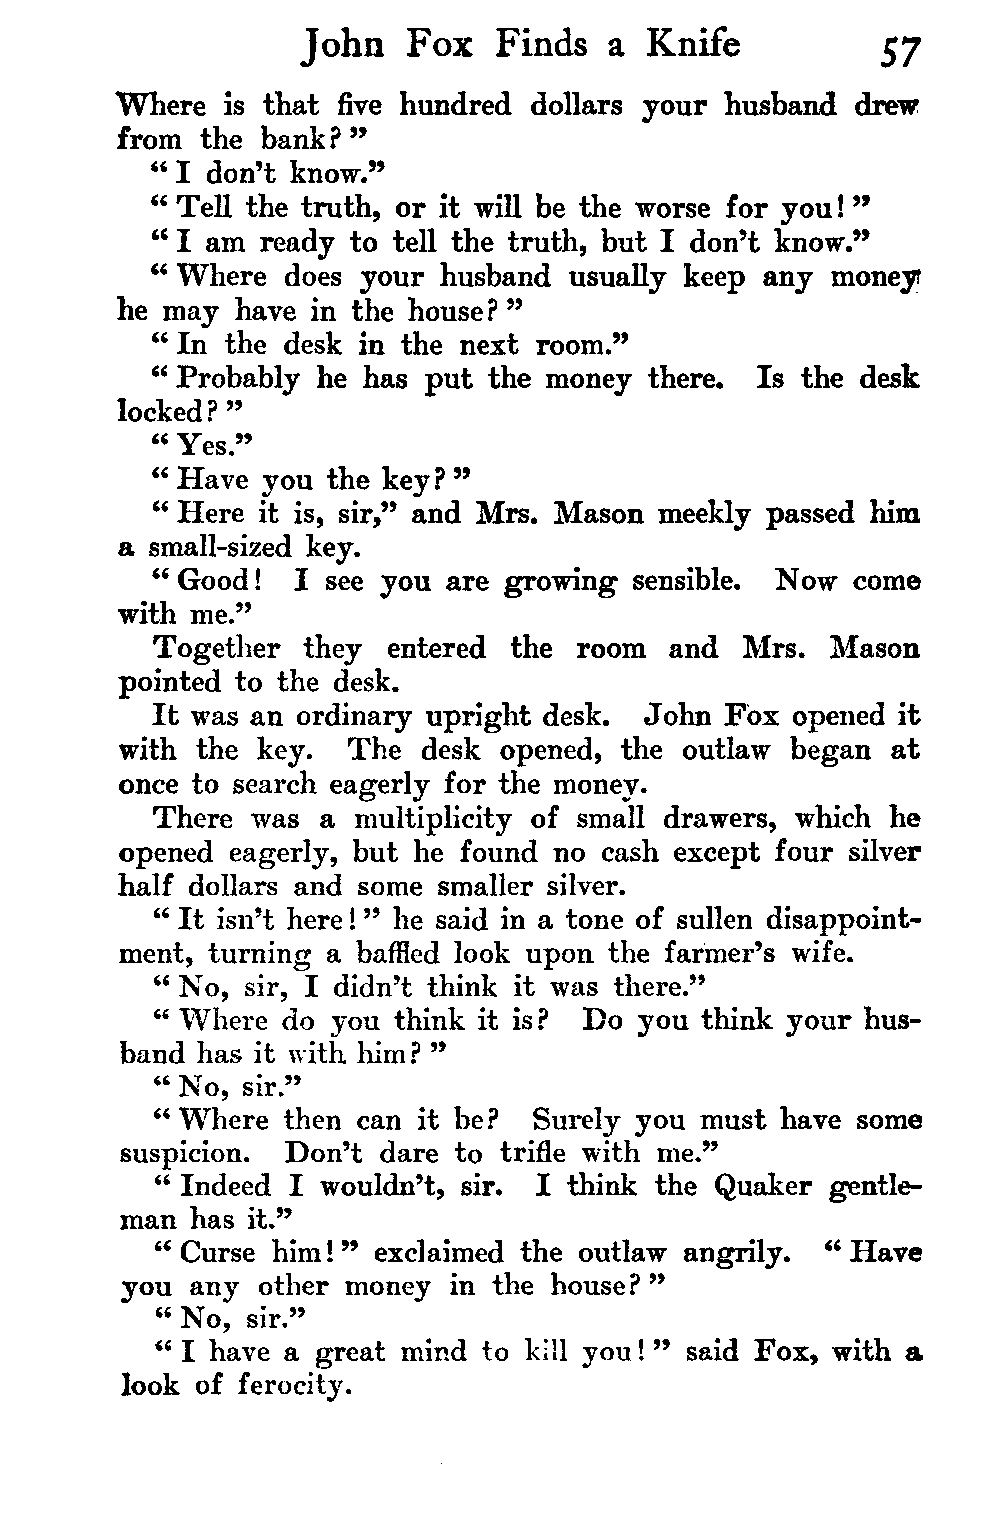 John Fox Finds a Knife 57
Where is that five hundred dollars your husband drew
from the bank?”
“I don’t know.”
“Tell the truth, or it will be the worse for you!”
“I am ready to tell the truth, but I don’t know.”
“Where does your husband usually keep any money
he may have in the house?”
“In the desk in the next room.”
“Probably he has put the money there. Is the desk
locked?”
“Yes.”
“Have you the key?”
“Here it is, sir,” and Mrs. Mason meekly passed him
a small-sized key.
“Good! I see you are growing sensible. Now come
with me.”
Together they entered the room and Mrs. Mason
pointed to the desk.
It was an ordinary upright desk. John Fox opened it
with the key. The desk opened, the outlaw began at
once to search eagerly for the money.
There was a multiplicity of small drawers, which he
opened eagerly, but he found no cash except four silver
half dollars and some smaller silver.
“It isn’t here!” he said in a tone of sullen disappoint-
ment, turning a baffled look upon the farmer’s wife.
“No, sir, I didn’t think it was there.”
“Where do you think it is? Do you think your hus-
band has it with him?”
“No, sir.”
“Where then can it be? Surely you must have some
suspicion. Don’t dare to trifle with me.”
“Indeed I wouldn’t, sir. I think the Quaker gentle-
man has it.”
“Curse him!” exclaimed the outlaw angrily. “Have
you any other money in the house?”
“No, sir.”
“I have a great mind to kill you!” said Fox, with a
look of ferocity.